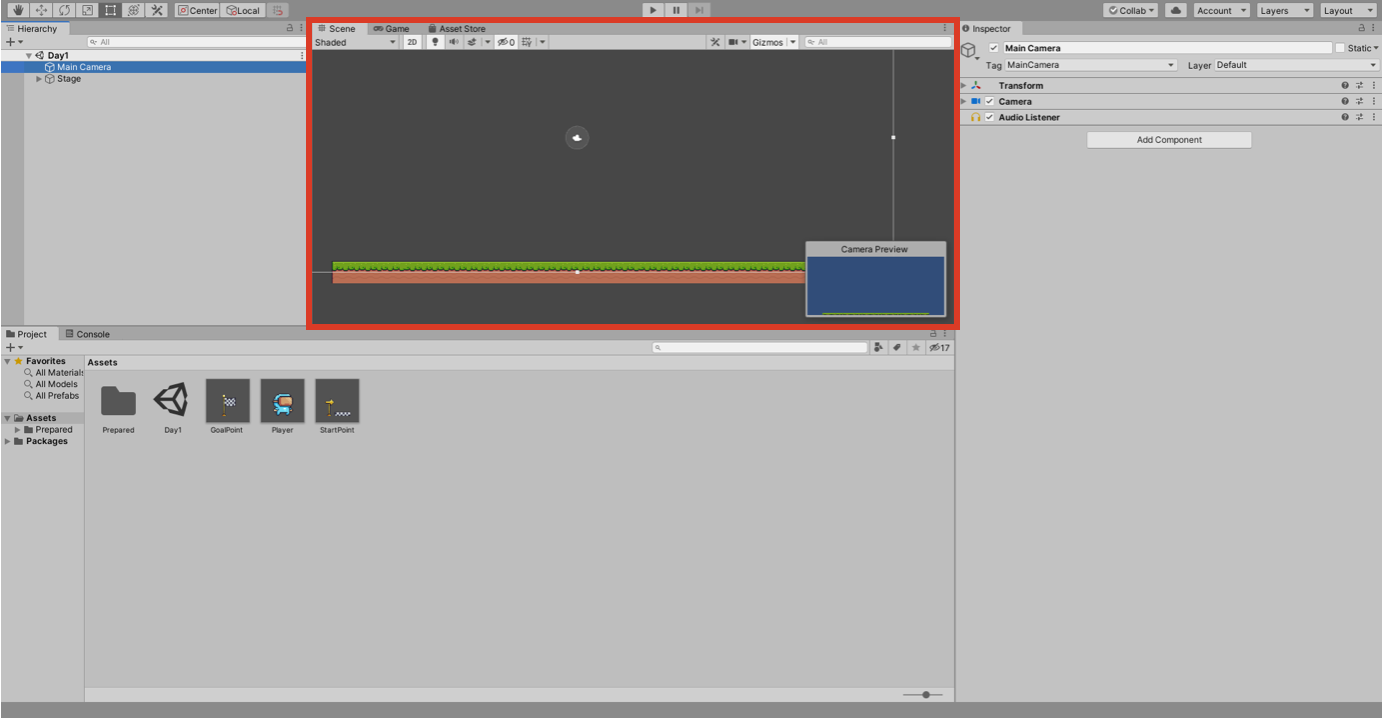 Center Local
Collab Account Layers Layout
Hierarchy
All
Day1
Main Camera
Stage
Scene Game Asset Store
Shaded 2D 0 Gizmos All
Camera Preview
Inspector
Main Camera Static
Tag MainCamera Layer Default
Transform
Camera
Audio Listener
Add Component
Project Console
17
Favorites
All Materials
All Models
All Prefabs
Assets
Prepared
Packages
Assets
Prepared Day1 GoalPoint Player StartPoint